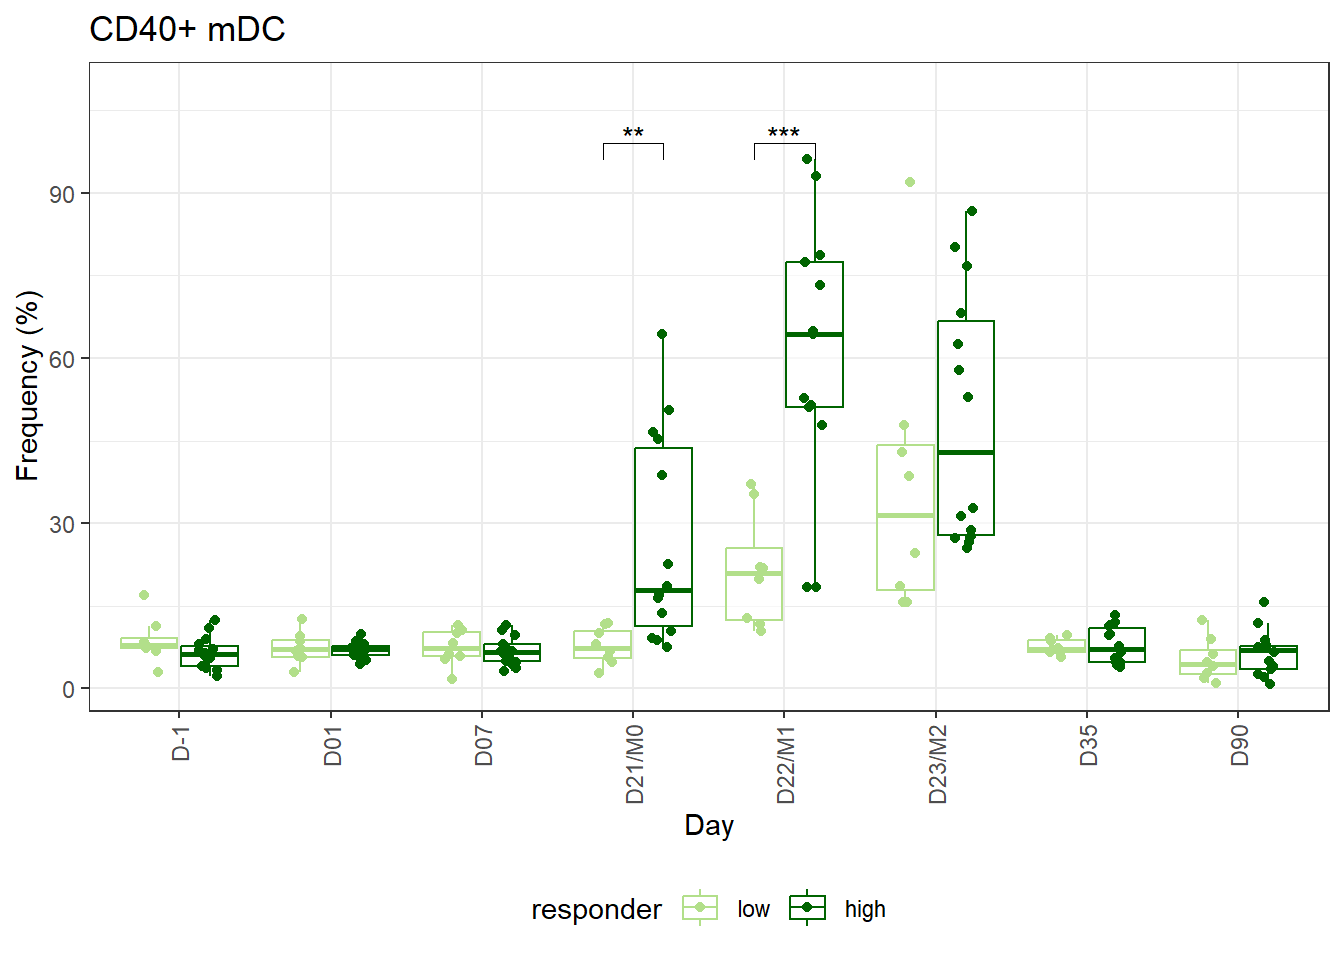 CD40+ mDC
** ***
90
60
30
0
Frequency (%)
D-1 D01 D07 D21/M0 D22/M1 D23/M2 D35 D90
Day
responder low high